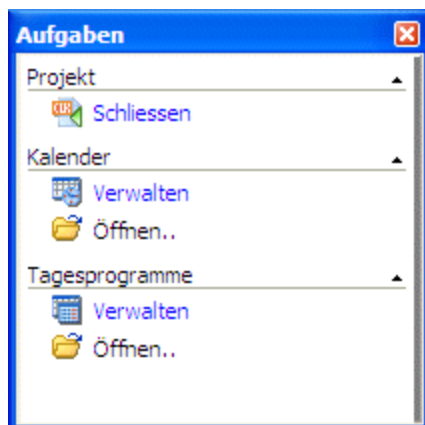 Aufgaben
Projekt
Schliessen
Kalender
Verwalten
Öffnen..
Tagesprogramme
Verwalten
Öffnen..